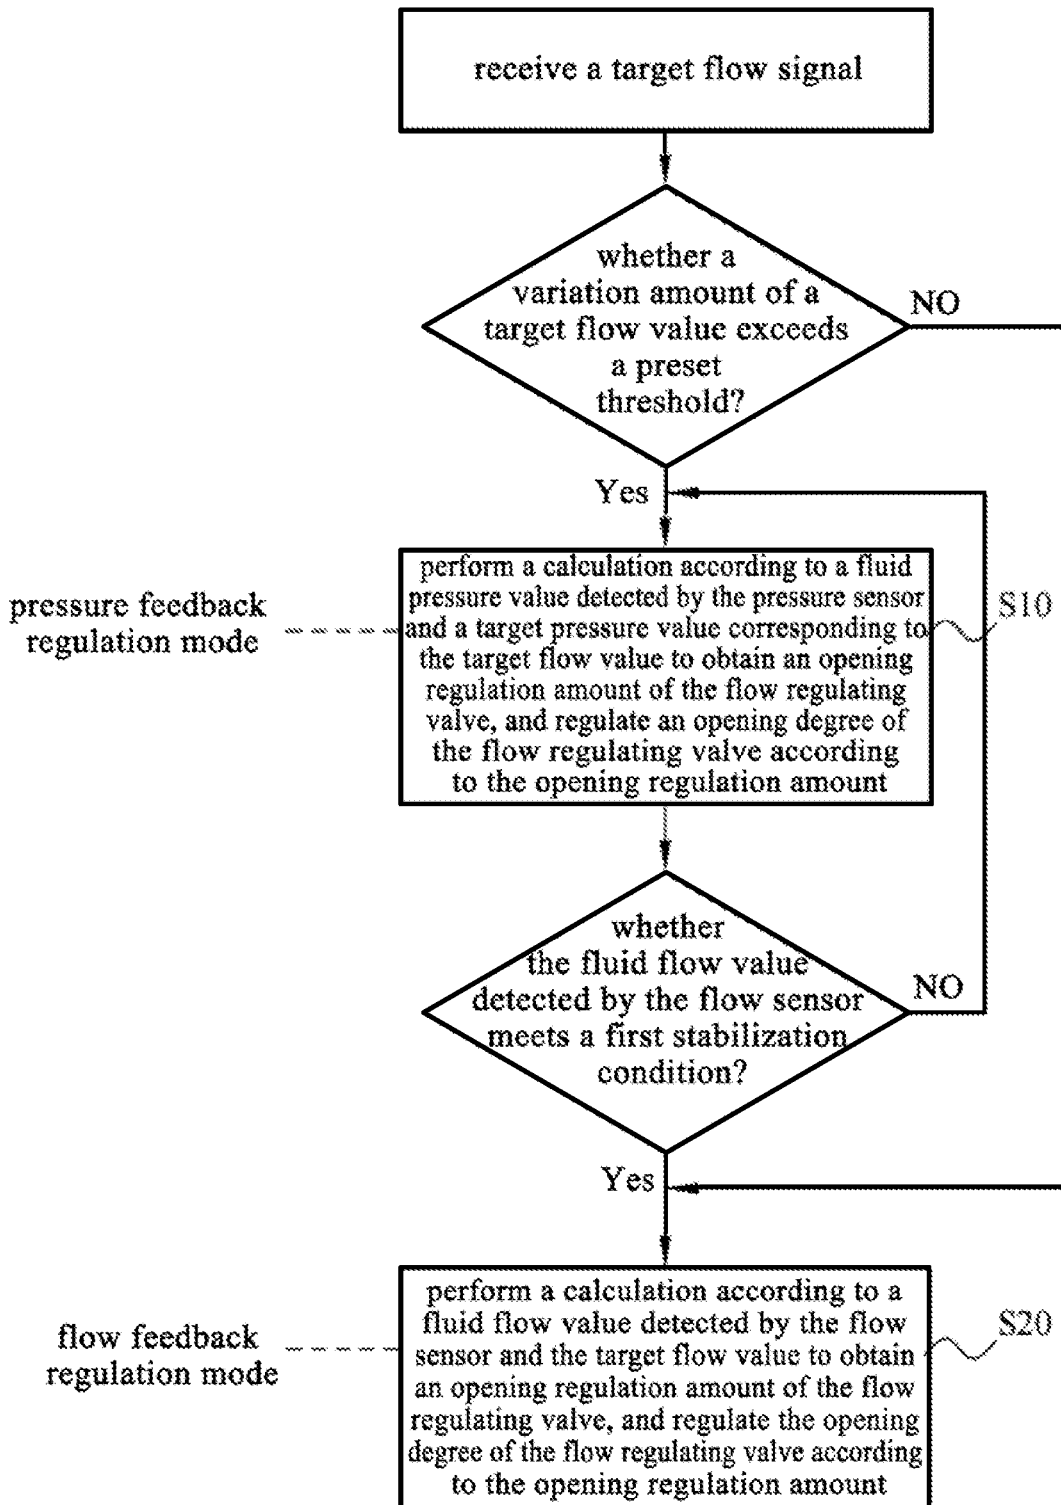 receive a target flow signal
whether a
variation amount of a
target flow value exceeds
a preset
threshold?
NO
Yes
pressure feedback
regulation mode
perform a calculation according to a fluid
pressure value detected by the pressure sensor
and a target pressure value corresponding to
the target flow value to obtain an opening
regulation amount of the flow regulating
valve, and regulate an opening degree of
the flow regulating valve according
to the opening regulation amount
S10
whether
the fluid flow value
detected by the flow sensor
meets a first stabilization
condition?
NO
Yes
flow feedback
regulation mode
perform a calculation according to a
fluid flow value detected by the flow
sensor and the target flow value to obtain
an opening regulation amount of the flow
regulating valve, and regulate the opening
degree of the flow regulating valve according
to the opening regulation amount
S20